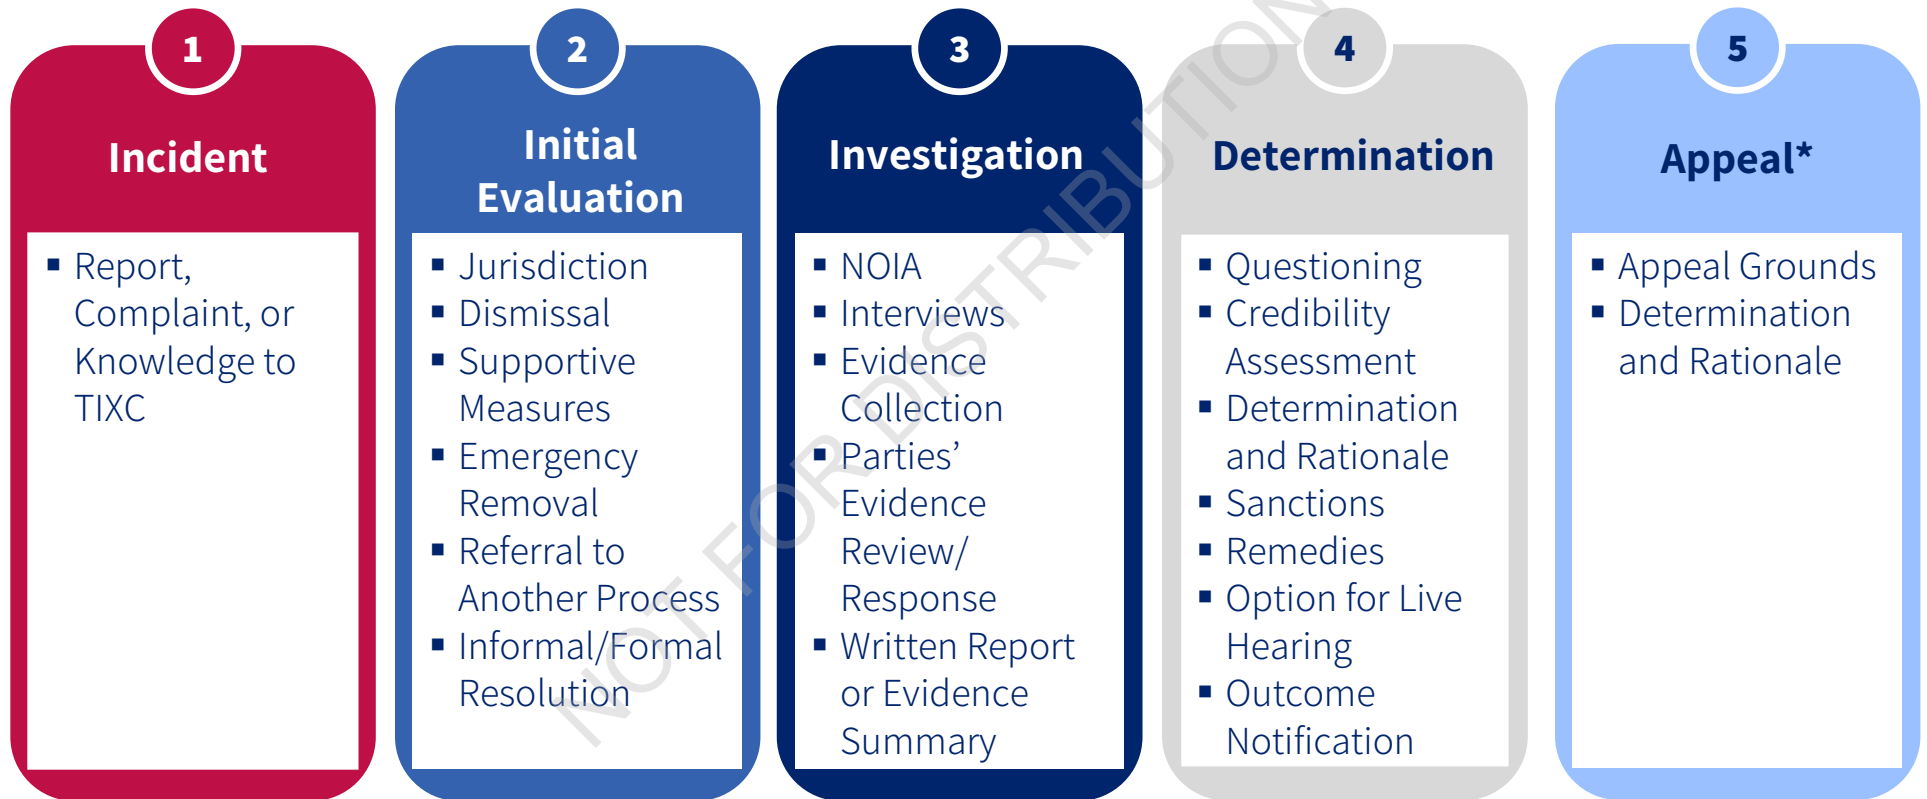 1
Incident
▪ Report,
Complaint, or
Knowledge to
TIXC
2
Initial
Evaluation
▪ Jurisdiction
▪ Dismissal
▪ Supportive
Measures
▪ Emergency
Removal
▪ Referral to
Another Process
▪ Informal/Formal
Resolution
3
Investigation
▪ NOIA
▪ Interviews
▪ Evidence
Collection
▪ Parties’
Evidence
Review/
Response
▪ Written Report
or Evidence
Summary
4
Determination
▪ Questioning
▪ Credibility
Assessment
▪ Determination
and Rationale
▪ Sanctions
▪ Remedies
▪ Option for Live
Hearing
▪ Outcome
Notification
5
Appeal*
▪ Appeal Grounds
▪ Determination
and Rationale
NOT FOR DISTRIBUTION